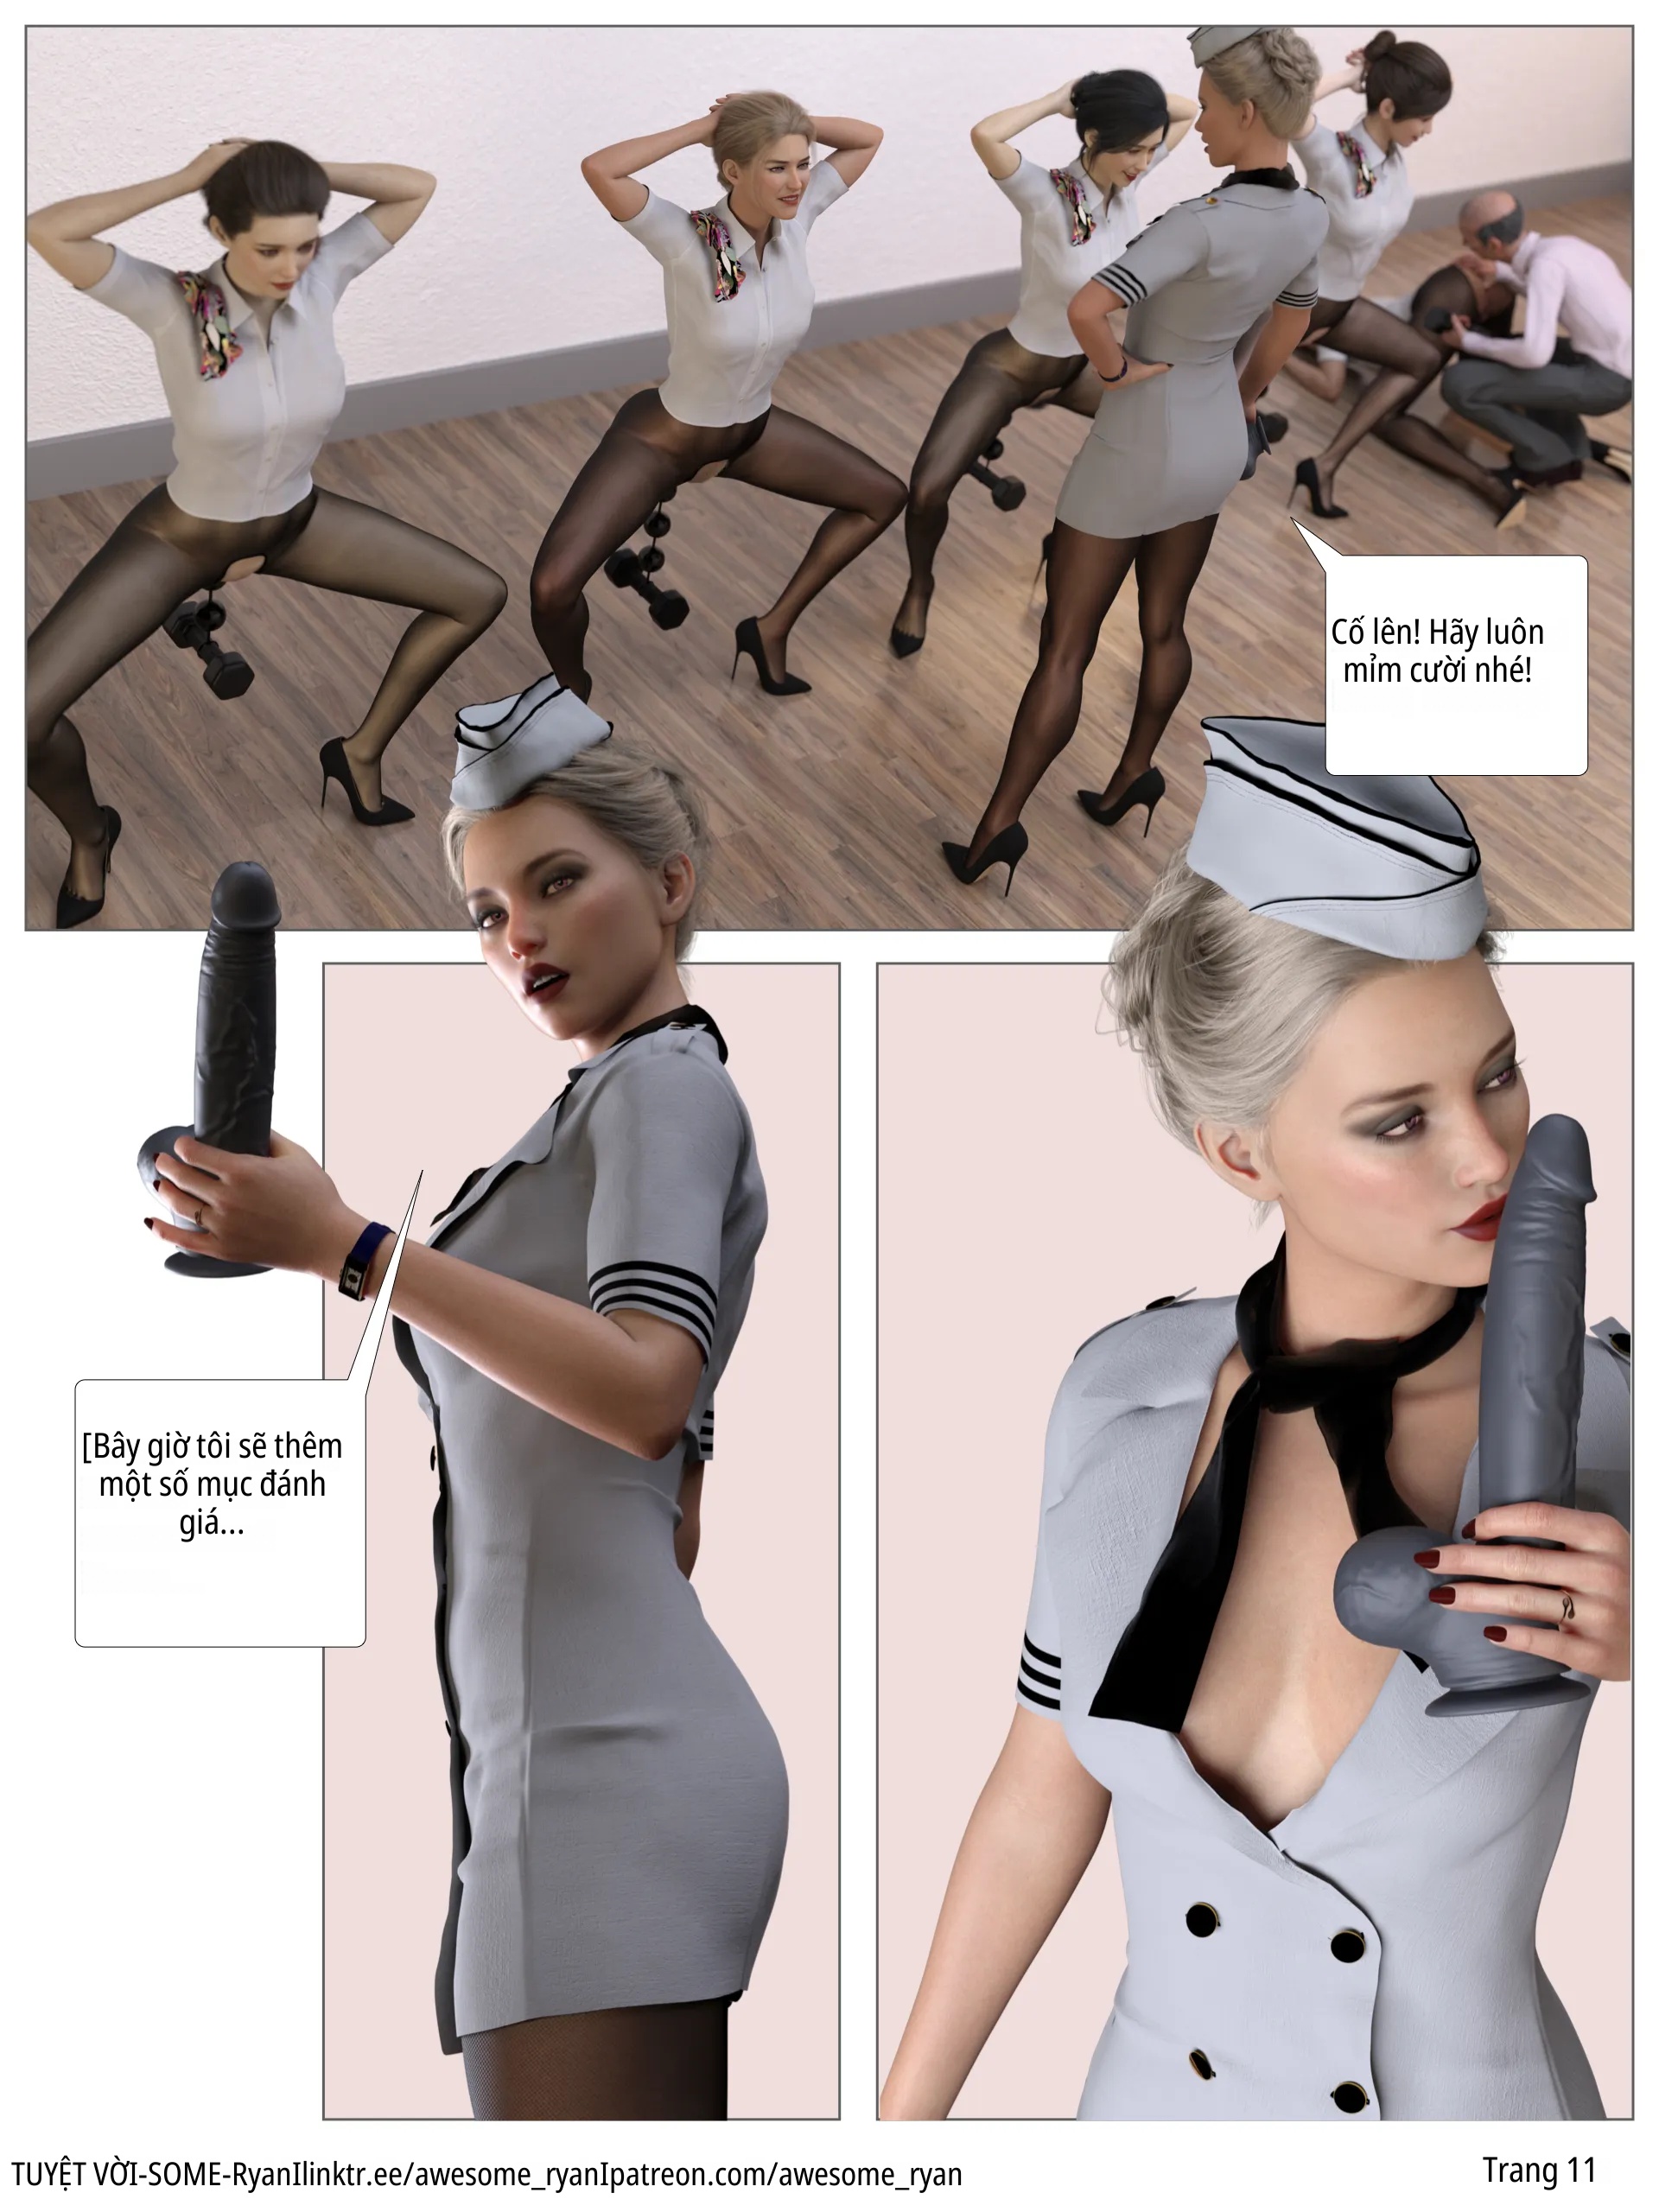 Cố lên! Hãy luôn
mỉm cười nhé!
[Bây giờ tôi sẽ thêm
một số mục đánh
giá...
TUYỆT VỜI-SOME-RyanIlinktr.ee/awesome_ryanIpatreon.com/awesome_ryan
Trang 11